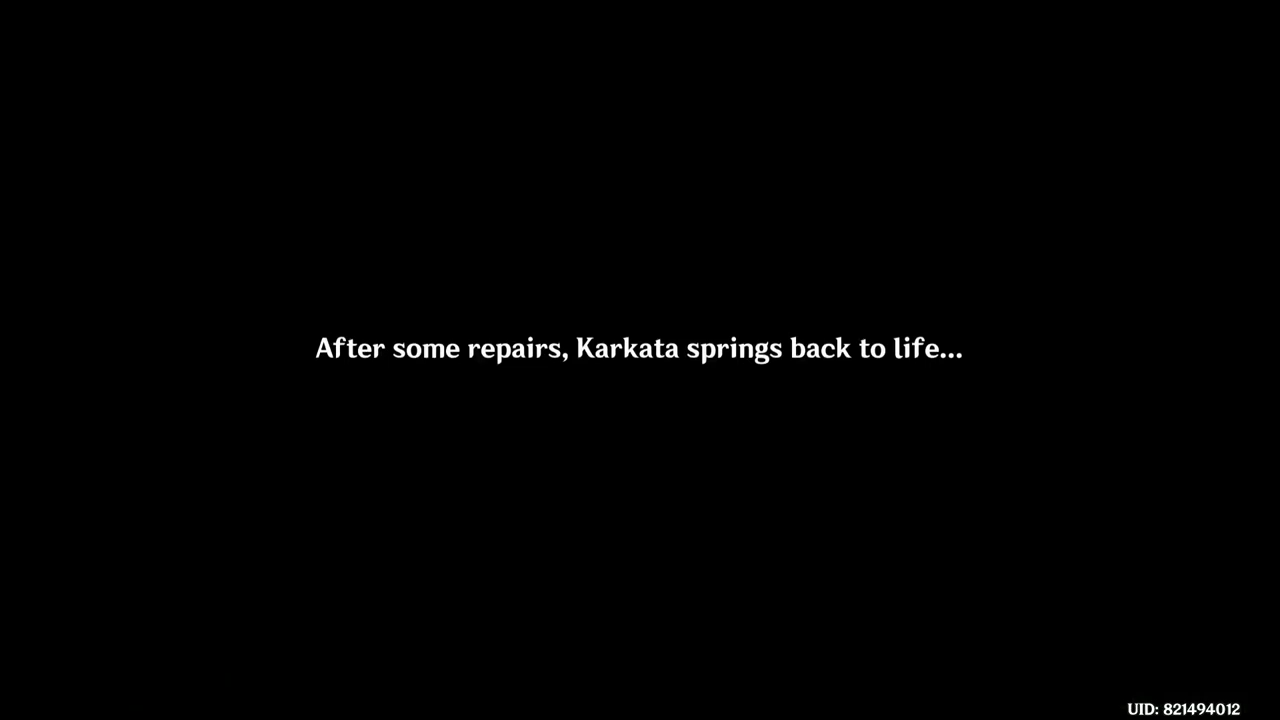 After some repairs, Karkata springs back to life...
UID: 821494012